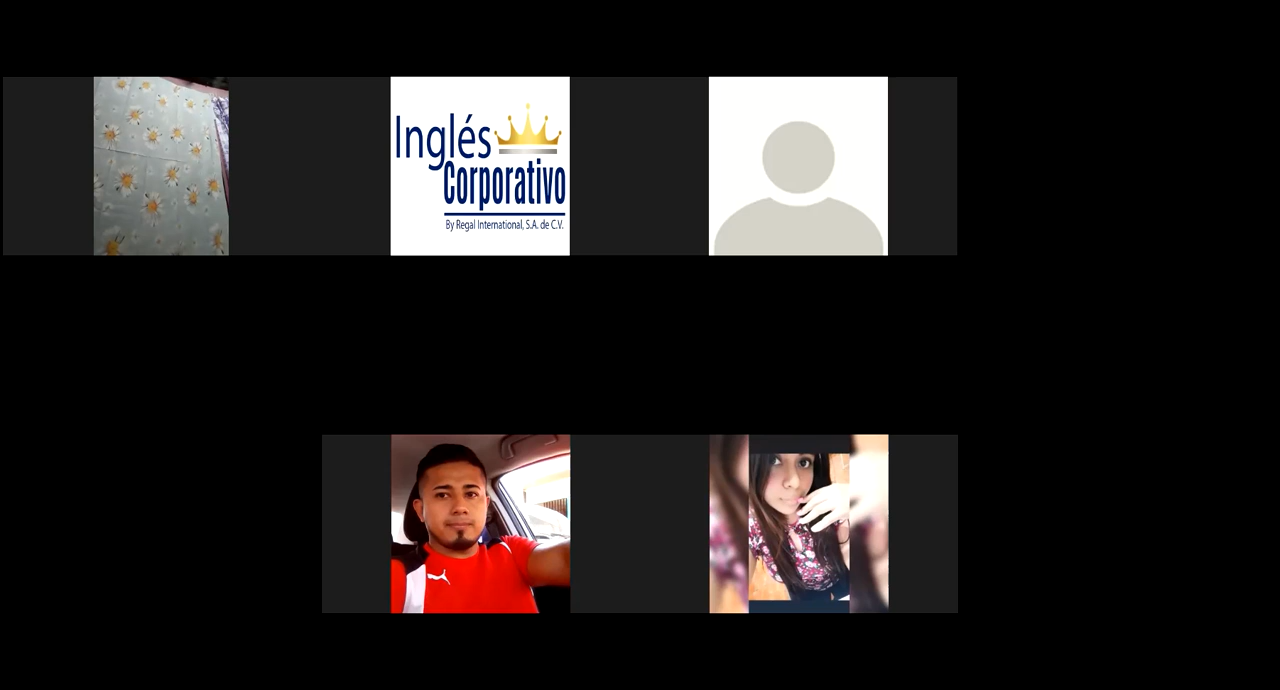 Inglés
Corporativo
By Regal International, S.A. de C.V.